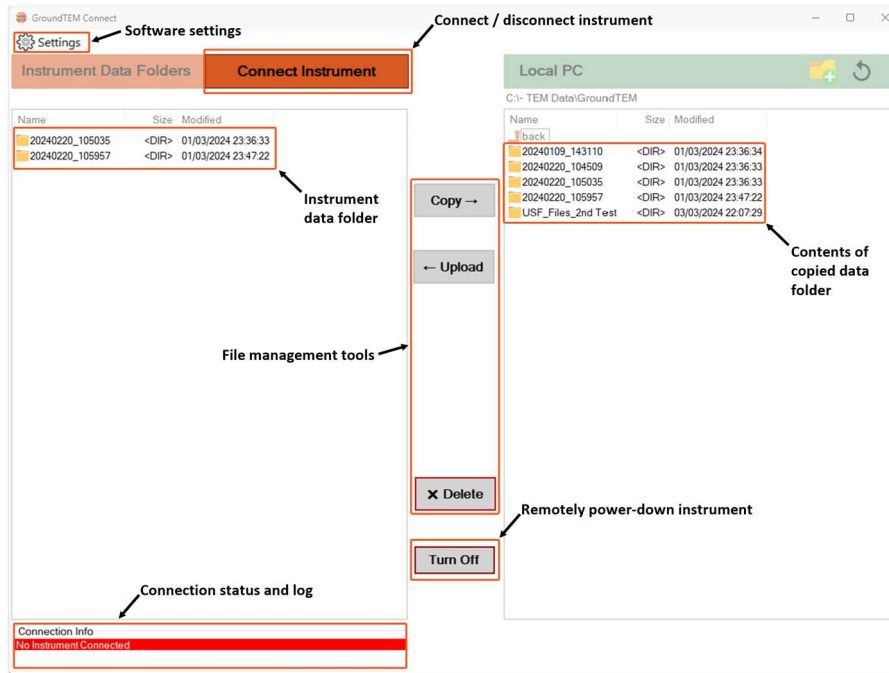 GroundTEM Connect
Settings
Software settings
Connect / disconnect instrument
Instrument Data Folders
Connect Instrument
Local PC
C:\- TEM Data\GroundTEM
Name Size Modified
20240220_105035 <DIR> 01/03/2024 23:36:33
20240220_105957 <DIR> 01/03/2024 23:47:22
Instrument
data folder
Copy →
← Upload
File management tools
× Delete
Turn Off
Remotely power-down instrument
Name Size Modified
back
20240109_143110 <DIR> 01/03/2024 23:36:34
20240220_104509 <DIR> 01/03/2024 23:36:33
20240220_105035 <DIR> 01/03/2024 23:36:33
20240220_105957 <DIR> 01/03/2024 23:47:22
USF_Files_2nd Test <DIR> 03/03/2024 22:07:29
Contents of
copied data
folder
Connection status and log
Connection Info
No Instrument Connected